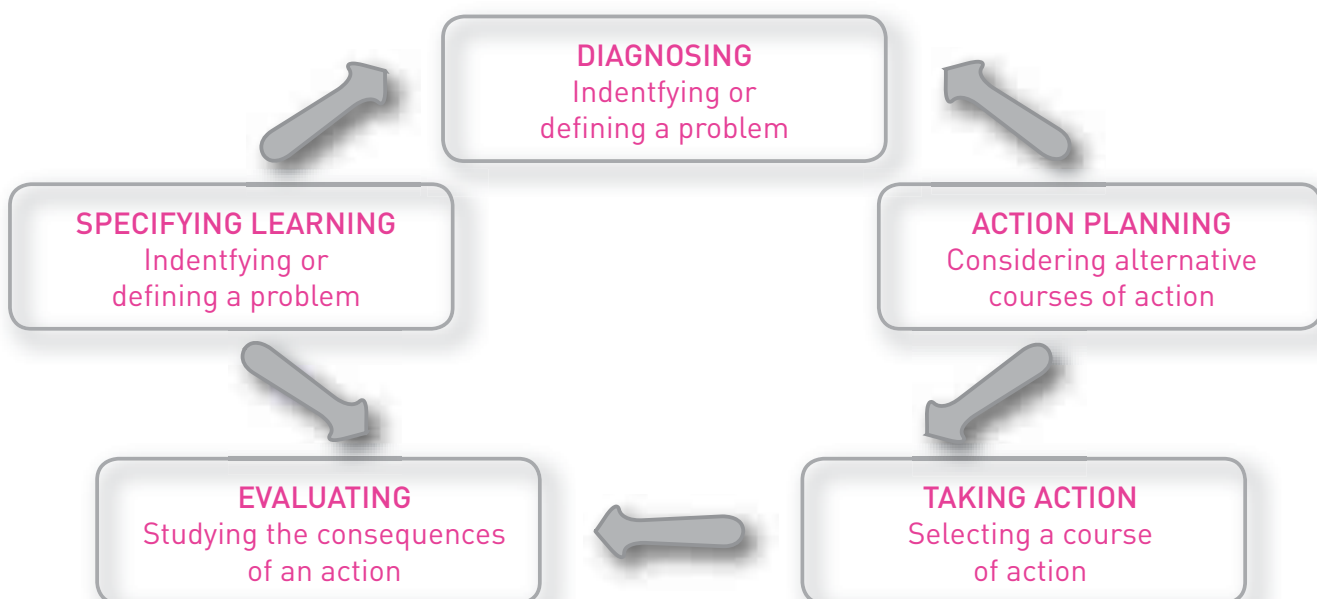 DIAGNOSING
Indentfying or
defining a problem
SPECIFYING LEARNING
Indentfying or
defining a problem
ACTION PLANNING
Considering alternative
courses of action
EVALUATING
Studying the consequences
of an action
TAKING ACTION
Selecting a course
of action